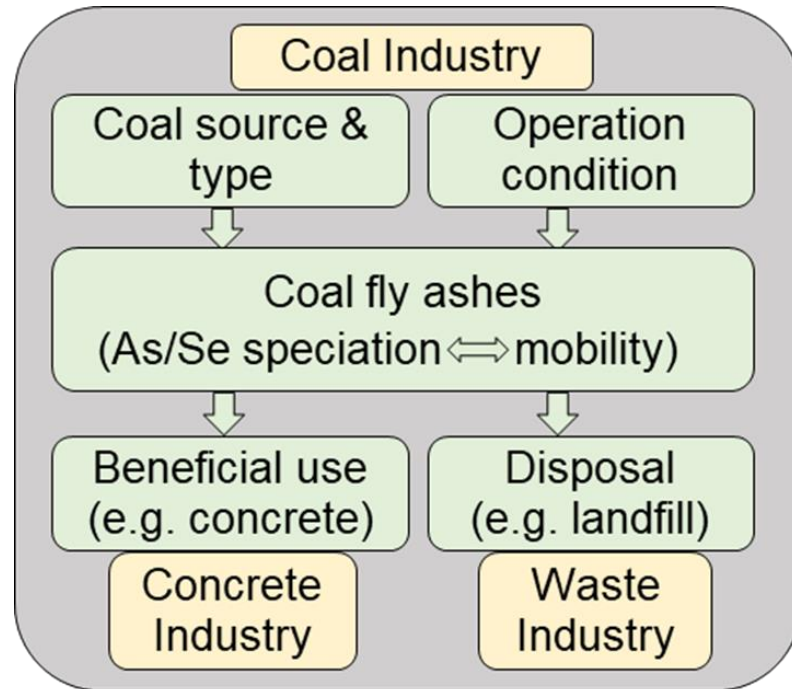 Coal Industry
Coal source &
type
Operation
condition
Coal fly ashes
(As/Se speciation ⇔ mobility)
Beneficial use
(e.g. concrete)
Disposal
(e.g. landfill)
Concrete
Industry
Waste
Industry